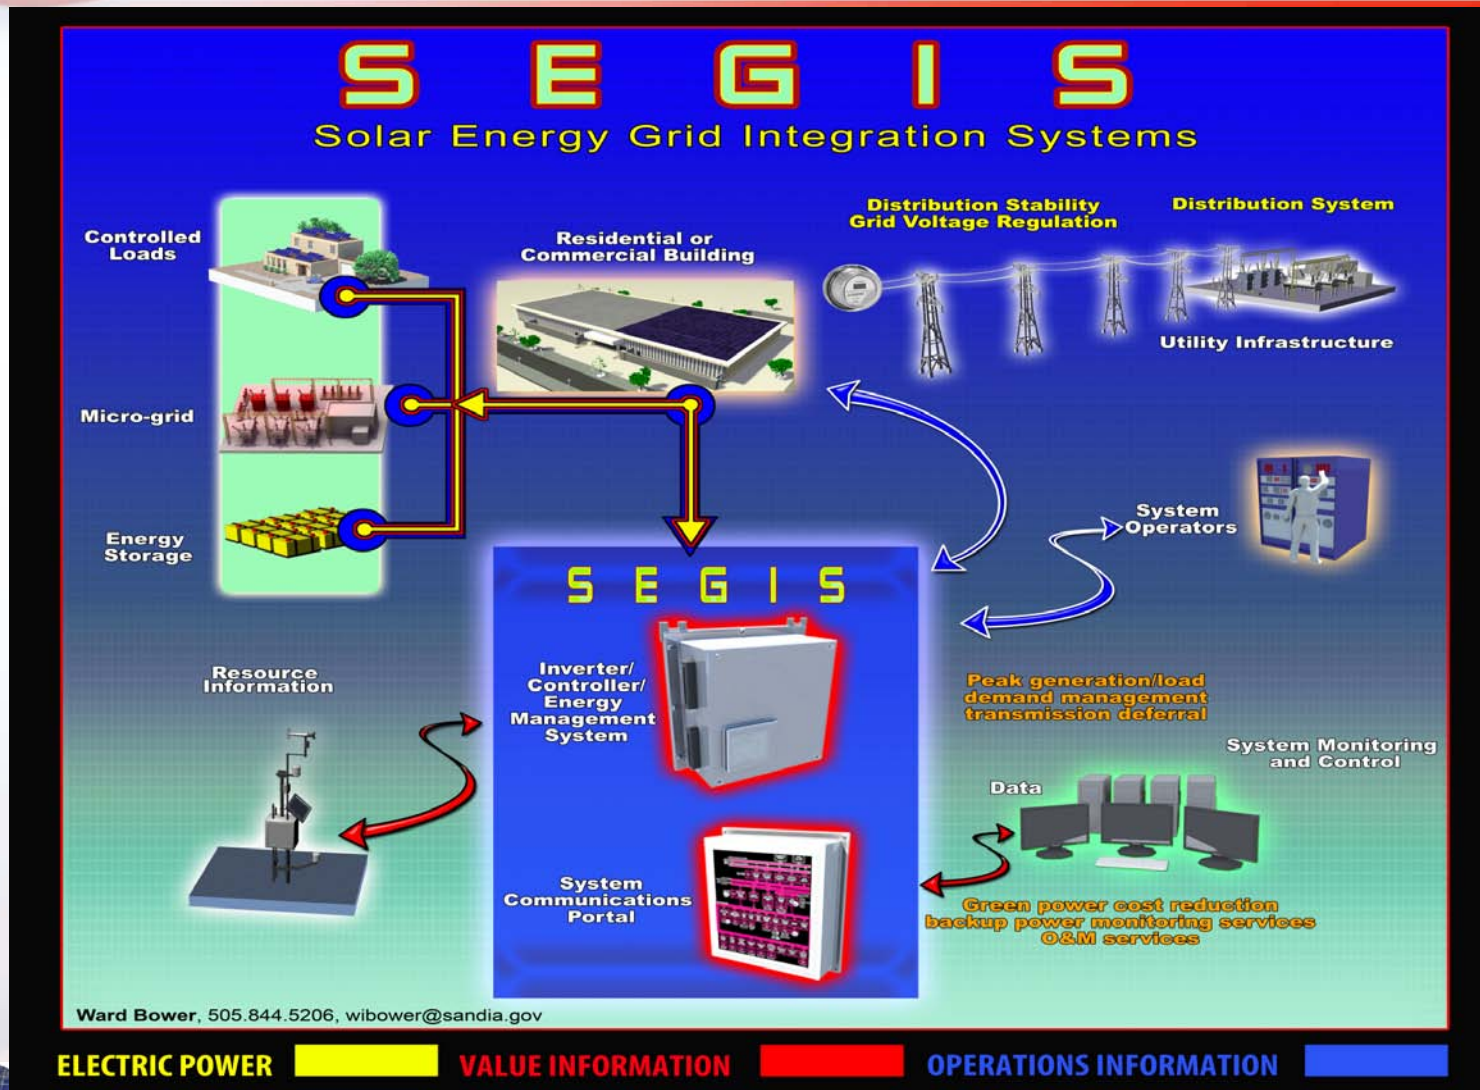 S E G I S
Solar Energy Grid Integration Systems
Controlled
Loads
Residential or
Commercial Building
Distribution Stability
Grid Voltage Regulation
Distribution System
Utility Infrastructure
Micro-grid
Energy
Storage
System
Operators
S E G I S
Resource
Information
Inverter/
Controller/
Energy
Management
System
Peak generation/load
demand management
transmission deferral
System Monitoring
and Control
Data
System
Communications
Portal
Green power cost reduction
backup power monitoring services
O&M services
Ward Bower, 505.844.5206, wibower@sandia.gov
ELECTRIC POWER
VALUE INFORMATION
OPERATIONS INFORMATION